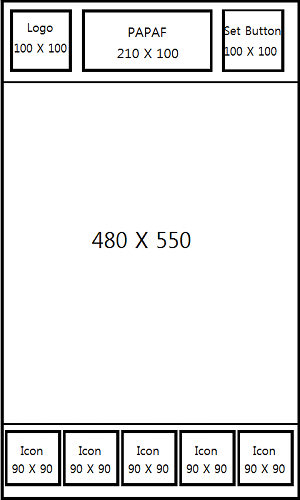 Logo
100 X 100
PAPAF
210 X 100
Set Button
100 X 100
480 X 550
Icon
90 X 90
Icon
90 X 90
Icon
90 X 90
Icon
90 X 90
Icon
90 X 90